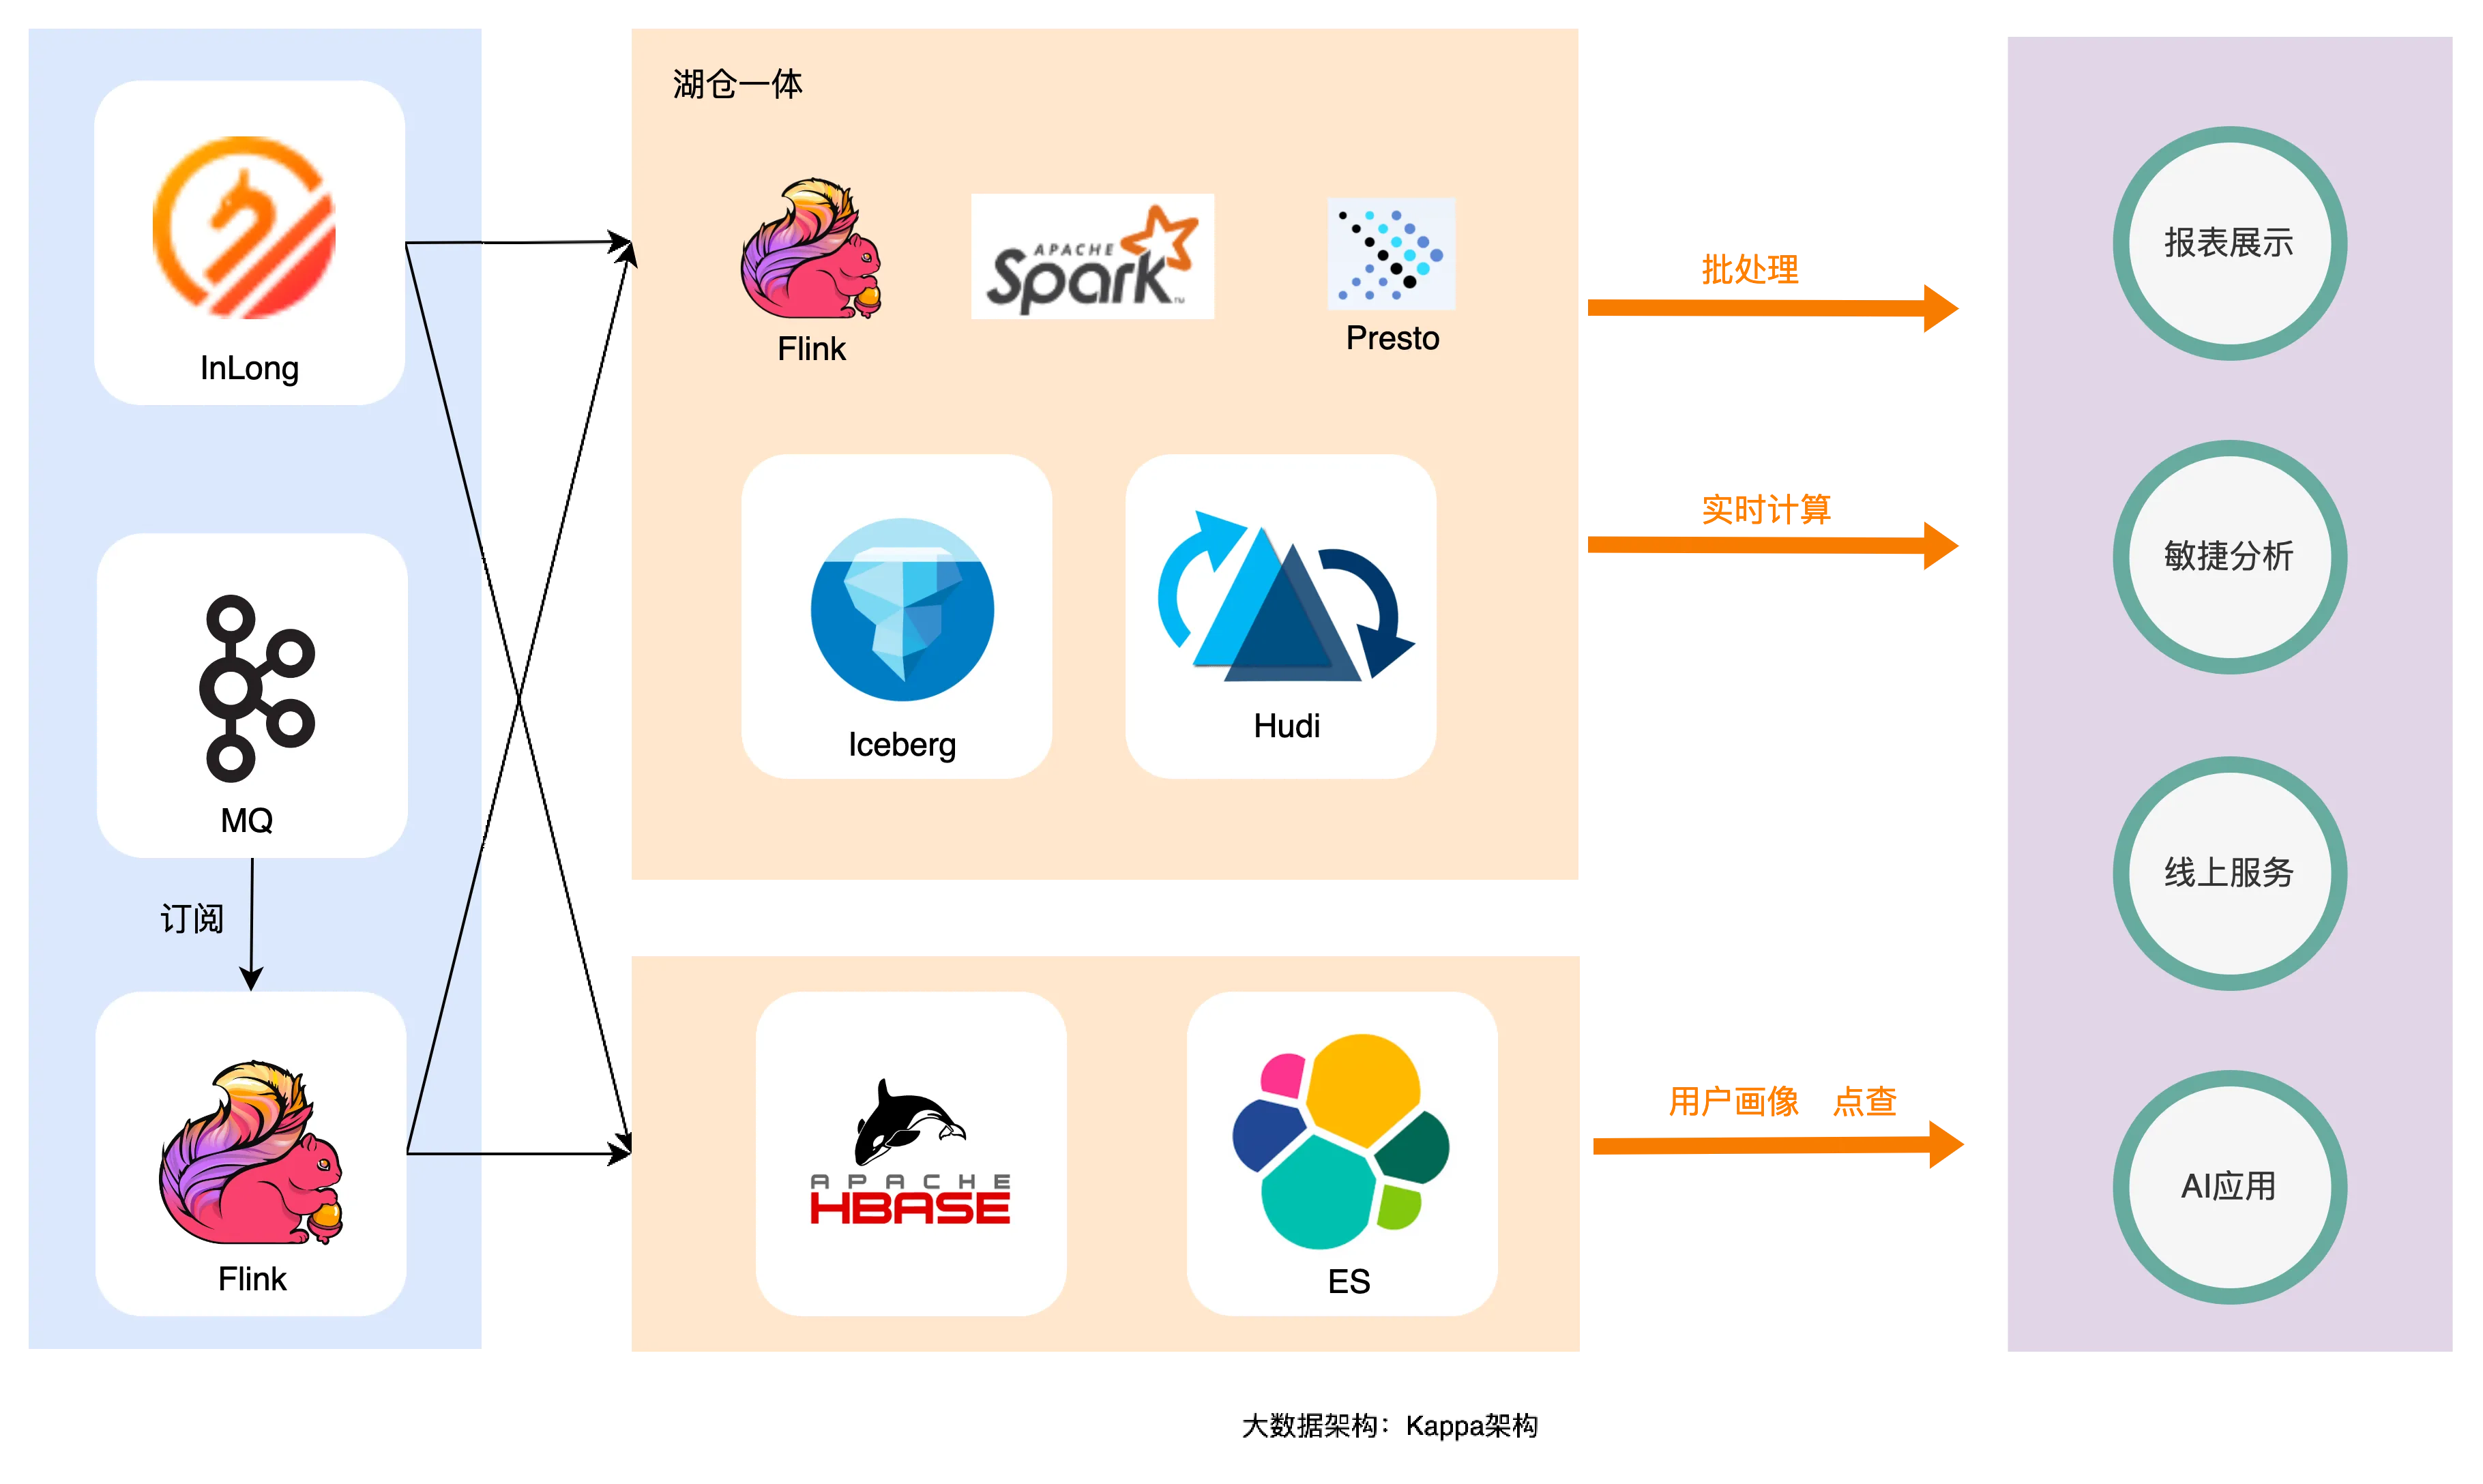 InLong
MQ
订阅
Flink
湖仓一体
Flink
APACHE
Spark
Presto
Iceberg
Hudi
APACHE
HBASE
ES
批处理
实时计算
用户画像 点查
报表展示
敏捷分析
线上服务
AI应用
大数据架构：Kappa架构